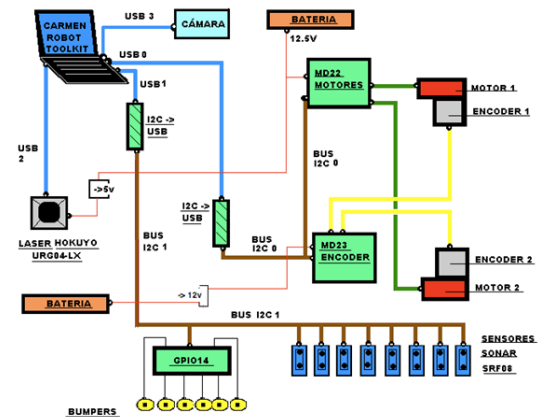 CARMEN
ROBOT
TOOLKIT
USB 3
CÁMARA
BATERIA
12.5V
USB 0
USB 1
MD22
MOTORES
MOTOR 1
ENCODER 1
I2C ->
USB
USB
2
->5v
BUS
I2C 0
I2C ->
USB
LASER HOKUYO
URG04-LX
BUS
I2C 1
BUS
I2C 0
MD23
ENCODER
ENCODER 2
MOTOR 2
-> 12v
BATERIA
BUS I2C 1
SENSORES
SONAR
SRF08
GPIO14
BUMPERS